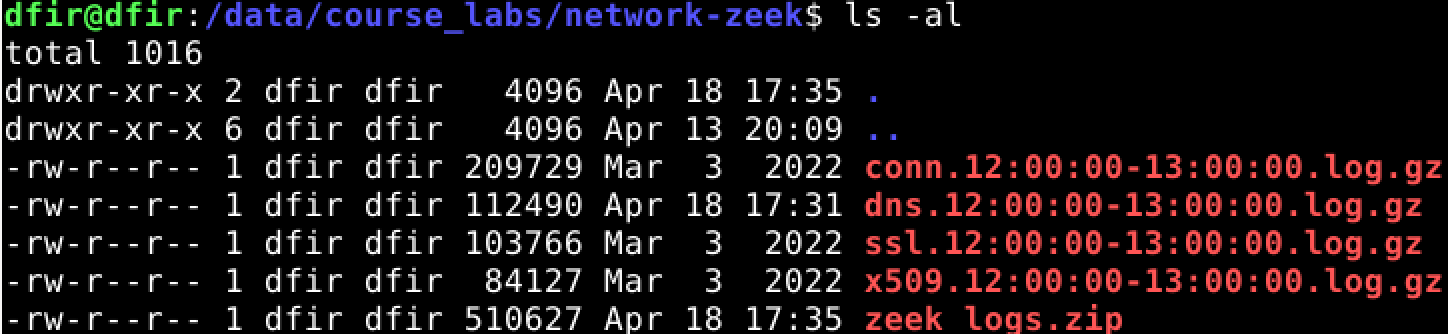 dfir@dfir:/data/course_labs/network-zeek$ ls -al
total 1016
drwxr-xr-x 2 dfir dfir   4096 Apr 18 17:35 .
drwxr-xr-x 6 dfir dfir   4096 Apr 13 20:09 ..
-rw-r--r-- 1 dfir dfir 209729 Mar  3  2022 conn.12:00:00-13:00:00.log.gz
-rw-r--r-- 1 dfir dfir 112490 Apr 18 17:31 dns.12:00:00-13:00:00.log.gz
-rw-r--r-- 1 dfir dfir 103766 Mar  3  2022 ssl.12:00:00-13:00:00.log.gz
-rw-r--r-- 1 dfir dfir  84127 Mar  3  2022 x509.12:00:00-13:00:00.log.gz
-rw-r--r-- 1 dfir dfir 510627 Apr 18 17:35 zeek_logs.zip